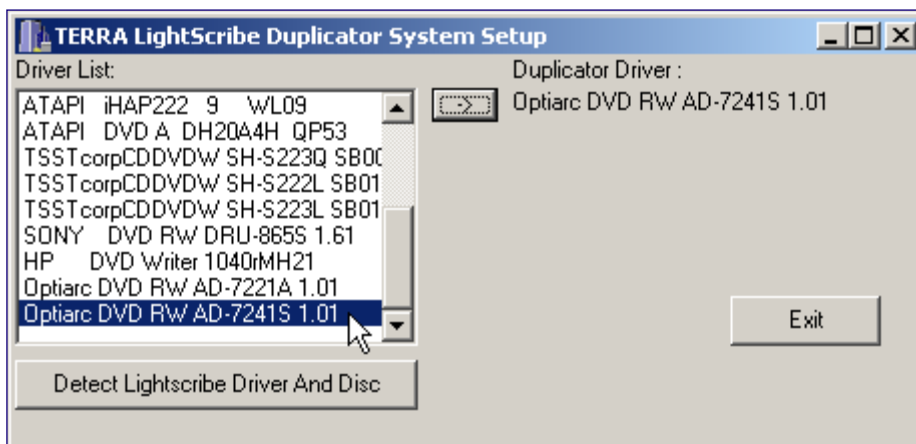 TERRA LightScribe Duplicator System Setup
Driver List:
ATAPI iHAP222 9 WL09
ATAPI DVD A DH20A4H QP53
TSSTcorpCDDVDW SH-S223Q SB00
TSSTcorpCDDVDW SH-S222L SB01
TSSTcorpCDDVDW SH-S223L SB01
SONY DVD RW DRU-865S 1.61
HP DVD Writer 1040rMH21
Optiarc DVD RW AD-7221A 1.01
Optiarc DVD RW AD-7241S 1.01
Detect Lightscribe Driver And Disc
->
Duplicator Driver :
Optiarc DVD RW AD-7241S 1.01
Exit